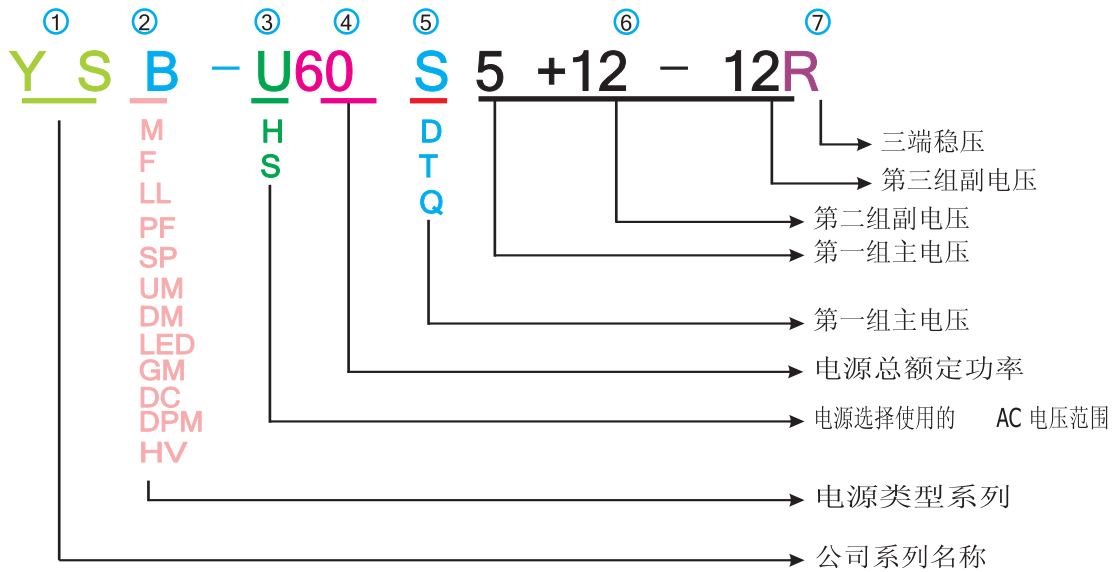 ① ② ③ ④ ⑤ ⑥ ⑦
Y S B - U60 S 5 +12 - 12R
M
F
LL
PF
SP
UM
DM
LED
GM
DC
DPM
HV
H
S
D
T
Q
三端稳压
第三组副电压
第二组副电压
第一组主电压
第一组主电压
电源总额定功率
电源选择使用的 AC 电压范围
电源类型系列
公司系列名称